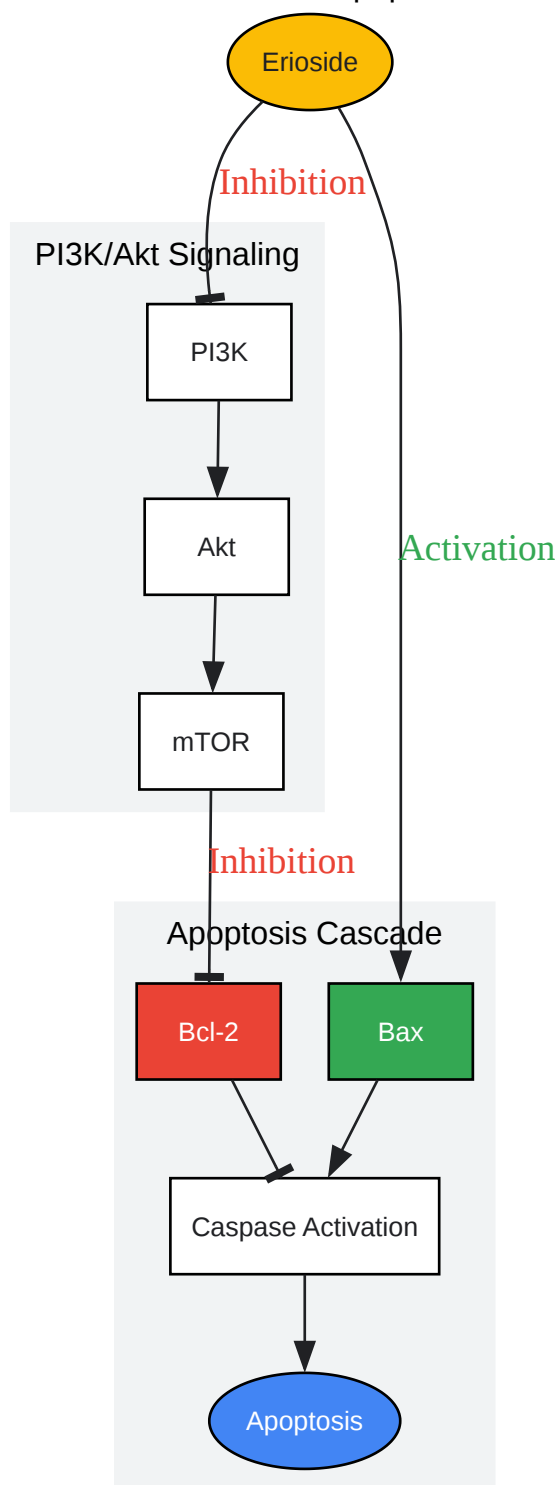 Erioside
Inhibition
PI3K/Akt Signaling
PI3K
Akt
Activation
mTOR
Inhibition
Apoptosis Cascade
Bcl-2
Bax
Caspase Activation
Apoptosis